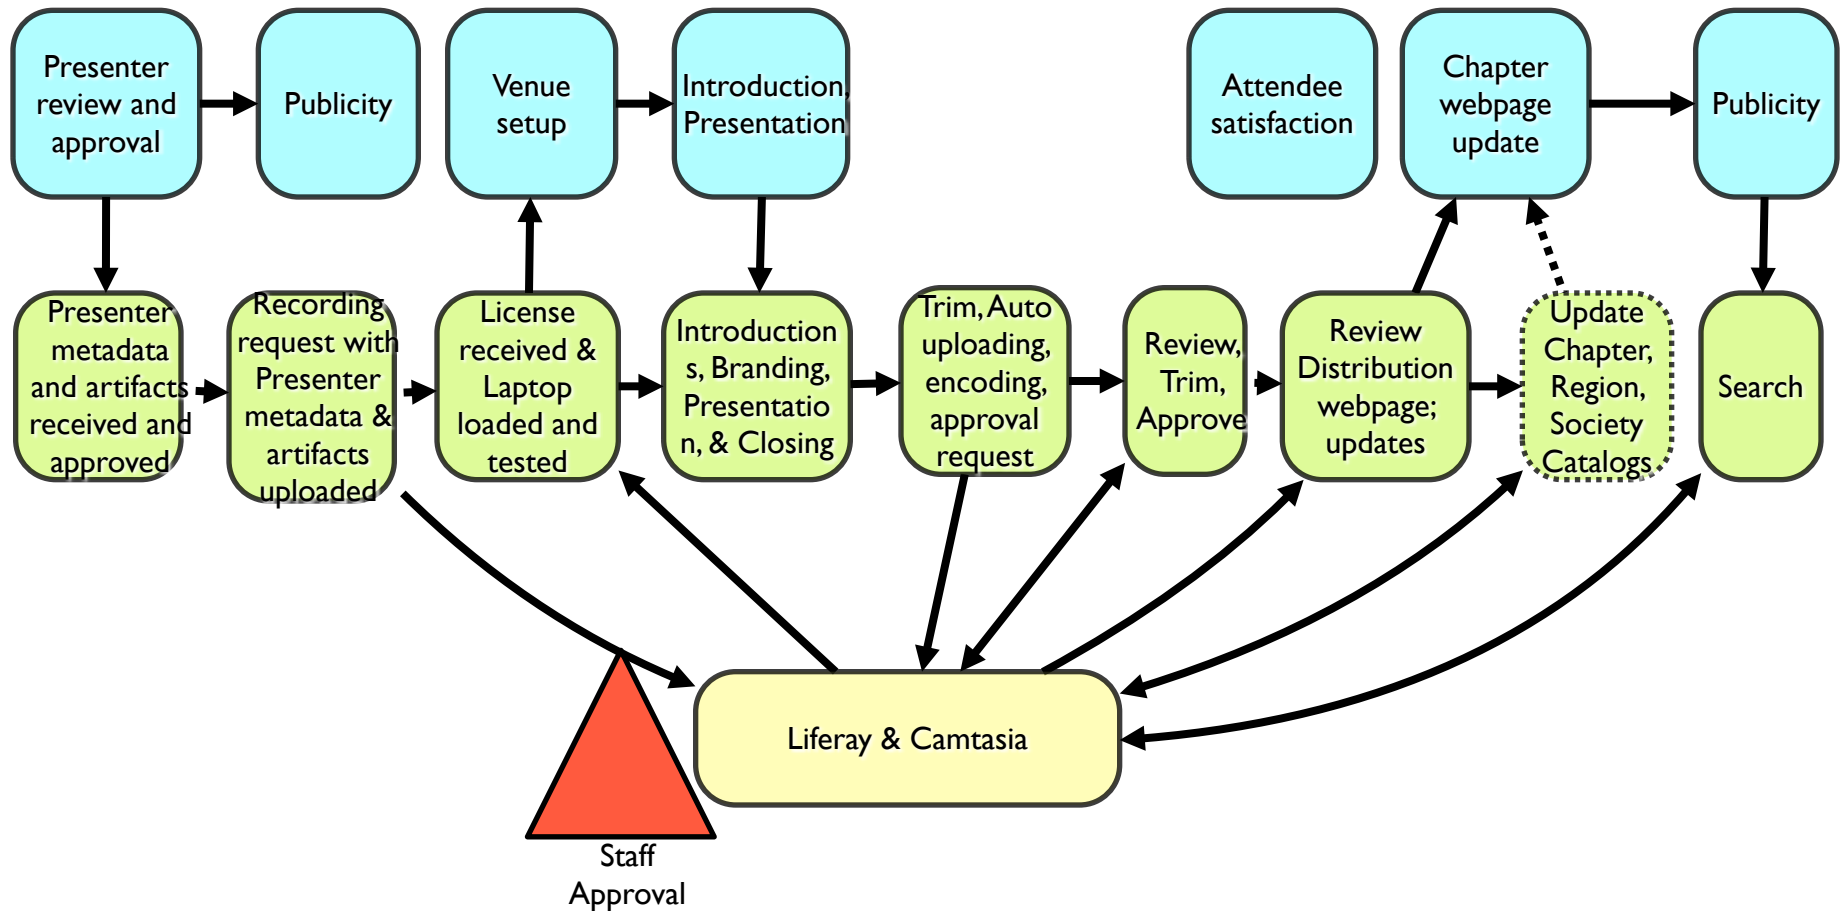 Presenter
review and
approval
Publicity
Venue
setup
Introduction,
Presentation
Attendee
satisfaction
Chapter
webpage
update
Publicity
Presenter
metadata
and artifacts
received and
approved
Recording
request with
Presenter
metadata &
artifacts
uploaded
License
received &
Laptop
loaded and
tested
Introduction
s, Branding,
Presentatio
n, & Closing
Trim, Auto
uploading,
encoding,
approval
request
Review,
Trim,
Approve
Review
Distribution
webpage;
updates
Update
Chapter,
Region,
Society
Catalogs
Search
Liferay & Camtasia
Staff
Approval